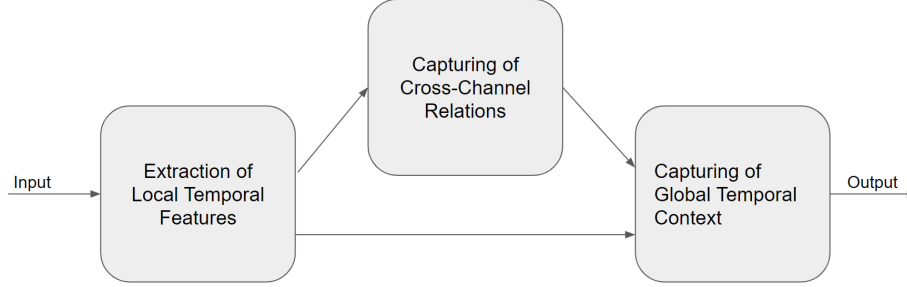 Input
Extraction of
Local Temporal
Features
Capturing of
Cross-Channel
Relations
Capturing of
Global Temporal
Context
Output